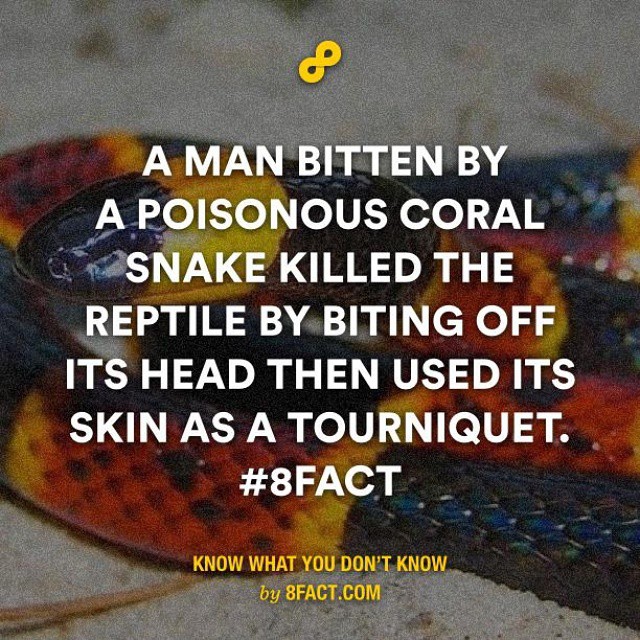 A MAN BITTEN BY
A POISONOUS CORAL
SNAKE KILLED THE
REPTILE BY BITING OFF
ITS HEAD THEN USED ITS
SKIN AS A TOURNIQUET.
#8FACT
KNOW WHAT YOU DON'T KNOW
by 8FACT.COM